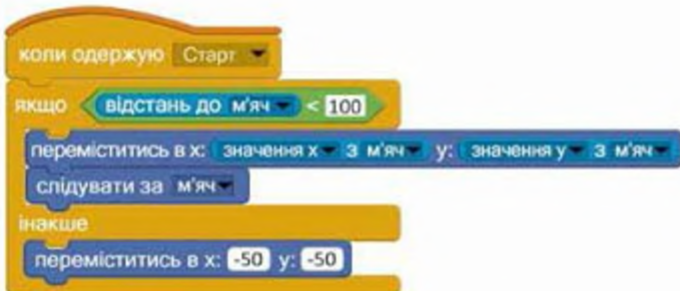 коли одержую Старт
якщо відстань до м'яч < 100
переміститись в x: значення x з м'яч y: значення y з м'яч
слідувати за м'яч
інакше
переміститись в x: -50 y: -50